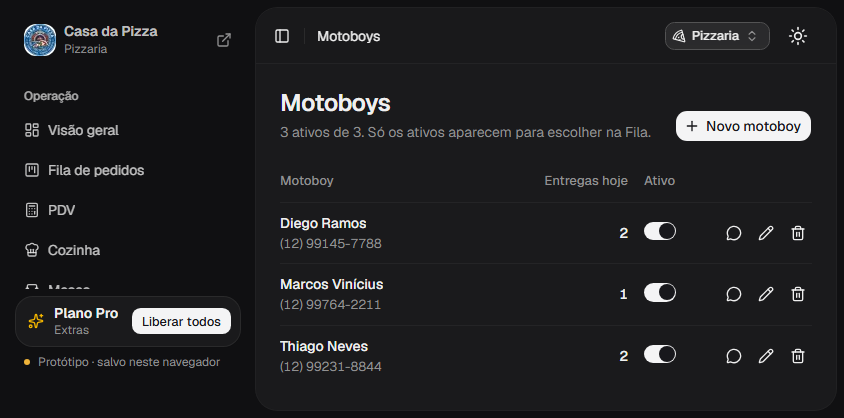 Casa da Pizza
Pizzaria
Operação
Visão geral
Fila de pedidos
PDV
Cozinha
Plano Pro
Extras
Liberar todos
Protótipo · salvo neste navegador
Motoboys
Pizzaria
Motoboys
3 ativos de 3. Só os ativos aparecem para escolher na Fila.
Novo motoboy
Motoboy Entregas hoje Ativo
Diego Ramos
(12) 99145-7788
2
Marcos Vinícius
(12) 99764-2211
1
Thiago Neves
(12) 99231-8844
2